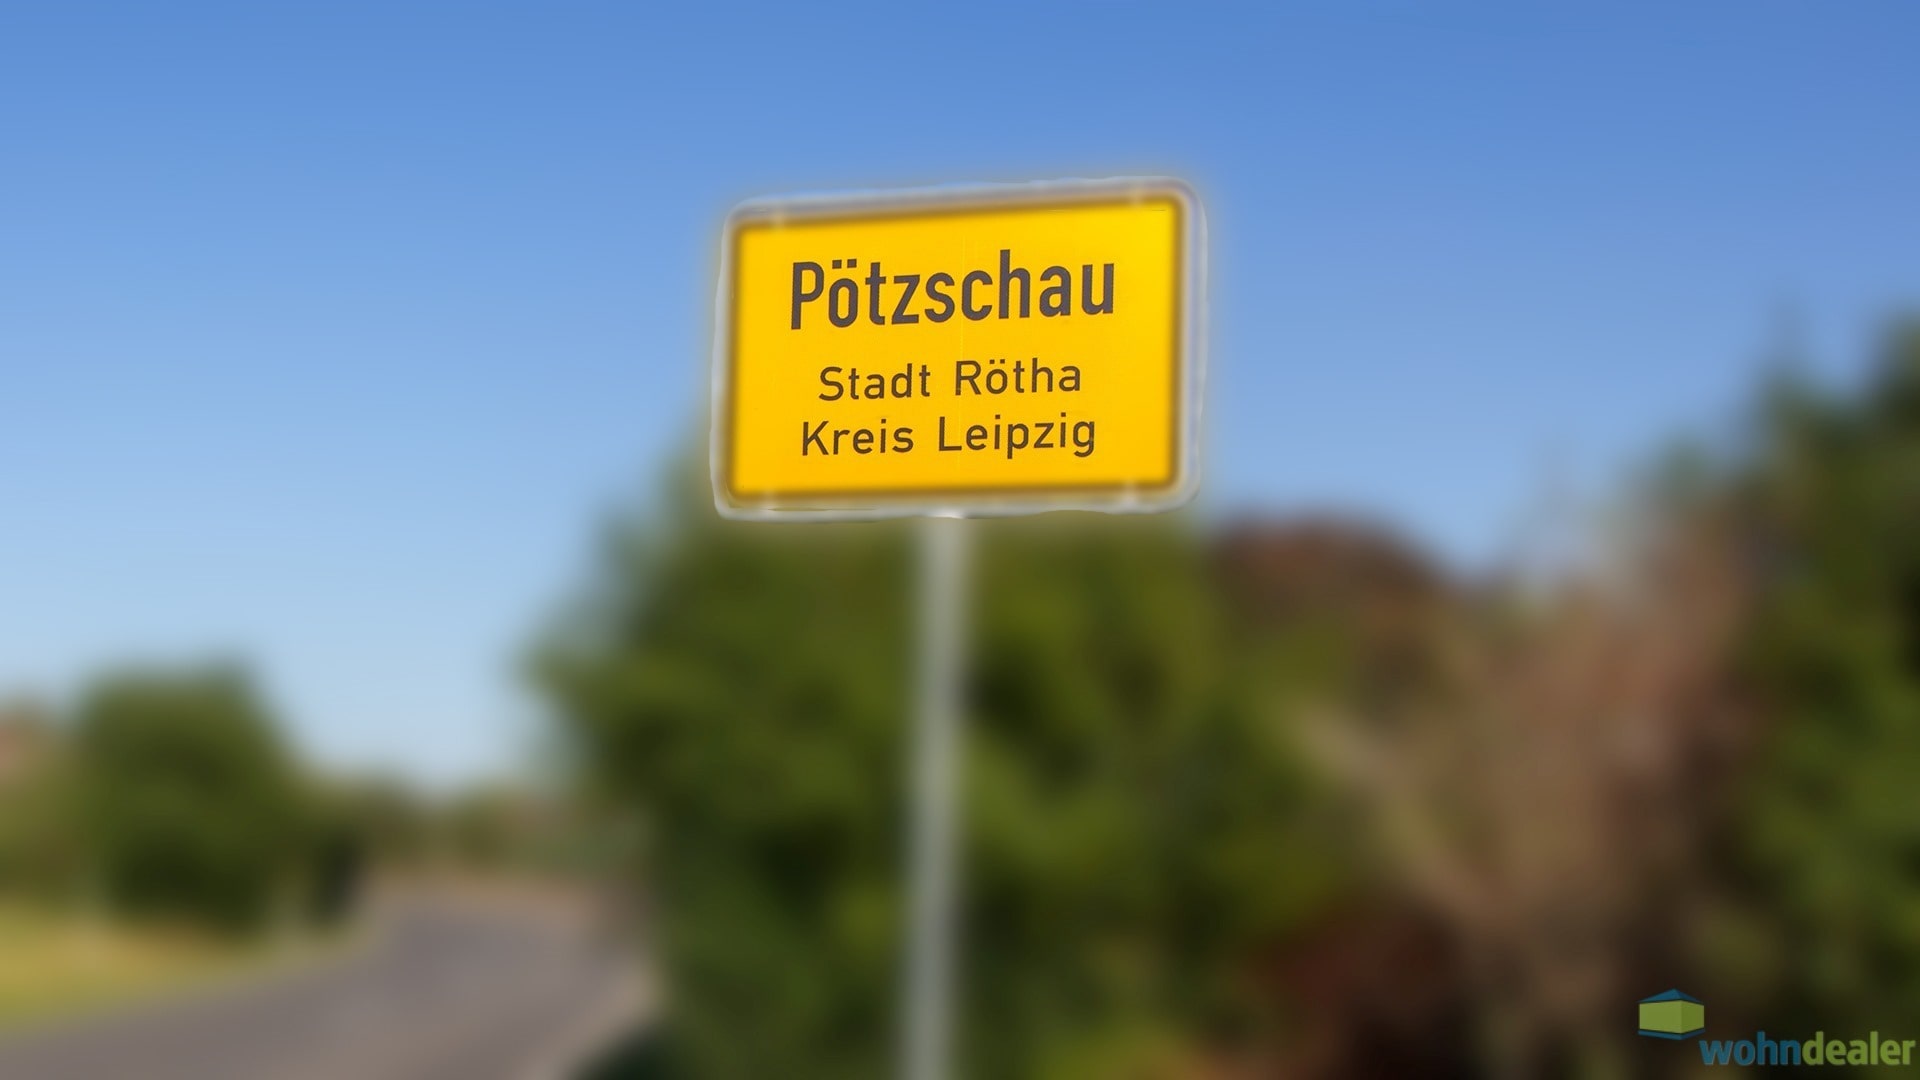 Pötzschau
Stadt Rötha
Kreis Leipzig
wohndealer